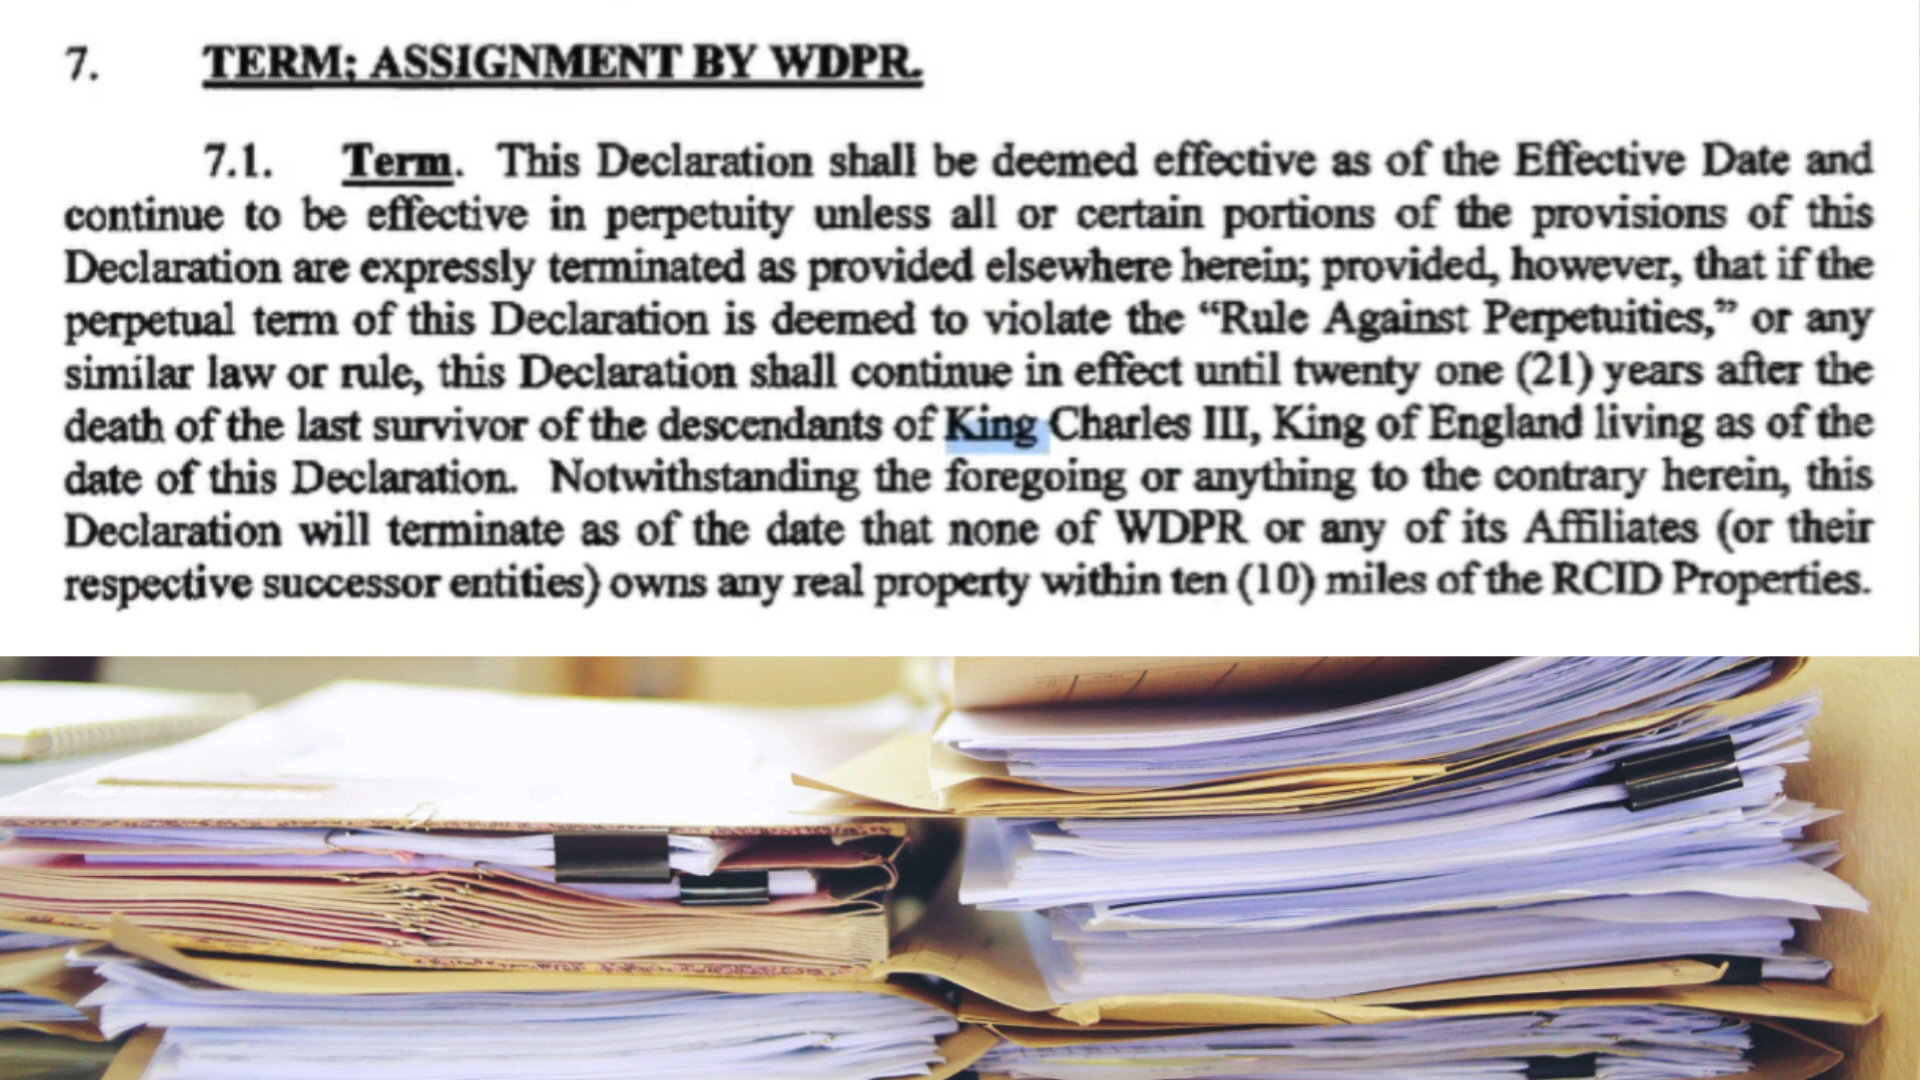 7. TERM; ASSIGNMENT BY WDPR.
7.1. Term. This Declaration shall be deemed effective as of the Effective Date and
continue to be effective in perpetuity unless all or certain portions of the provisions of this
Declaration are expressly terminated as provided elsewhere herein; provided, however, that if the
perpetual term of this Declaration is deemed to violate the “Rule Against Perpetuities,” or any
similar law or rule, this Declaration shall continue in effect until twenty one (21) years after the
death of the last survivor of the descendants of King Charles III, King of England living as of the
date of this Declaration. Notwithstanding the foregoing or anything to the contrary herein, this
Declaration will terminate as of the date that none of WDPR or any of its Affiliates (or their
respective successor entities) owns any real property within ten (10) miles of the RCID Properties.